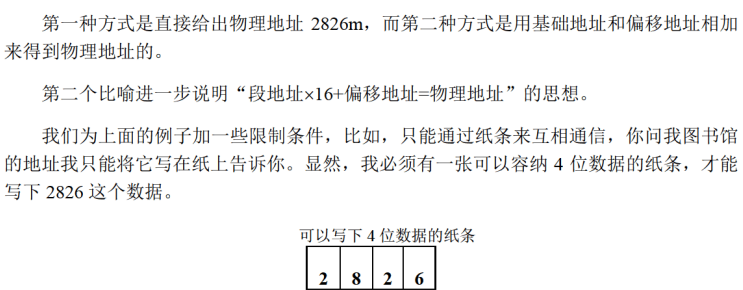 第一种方式是直接给出物理地址 2826m，而第二种方式是用基础地址和偏移地址相加
来得到物理地址的。
第二个比喻进一步说明“段地址×16+偏移地址=物理地址”的思想。
我们为上面的例子加一些限制条件，比如，只能通过纸条来互相通信，你问我图书馆
的地址我只能将它写在纸上告诉你。显然，我必须有一张可以容纳 4 位数据的纸条，才能
写下 2826 这个数据。
可以写下 4 位数据的纸条
2 8 2 6